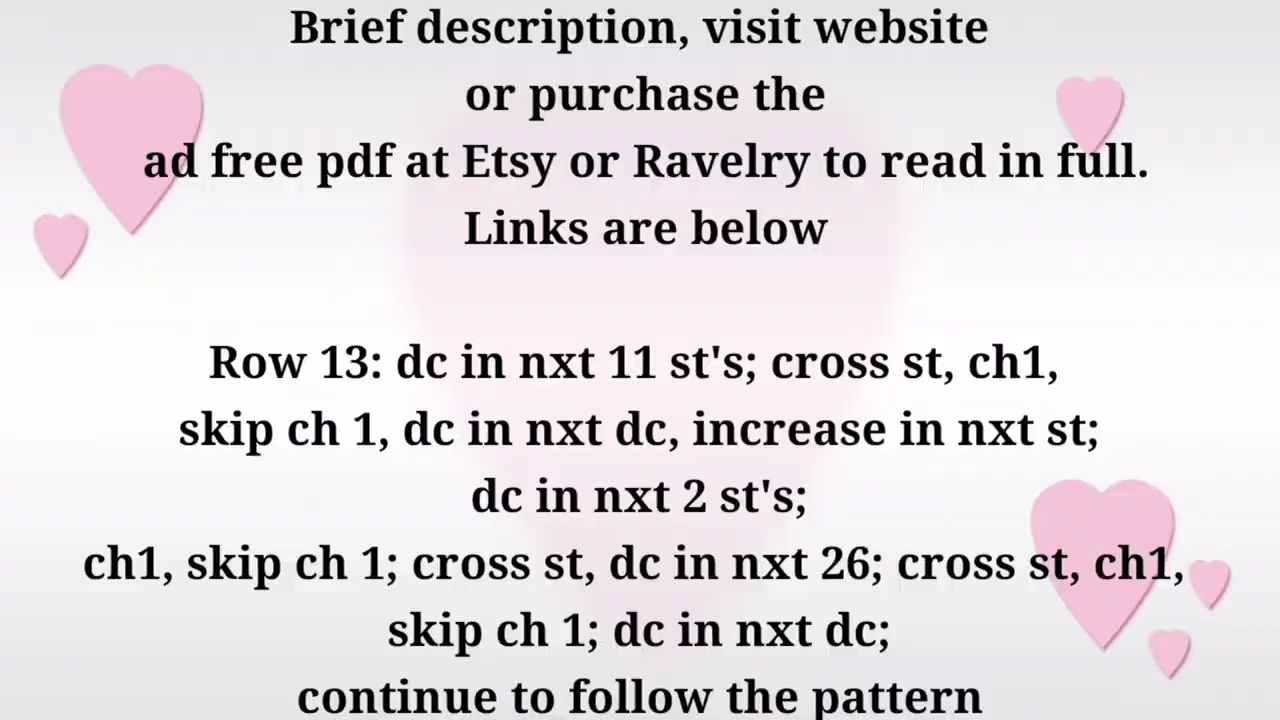 Brief description, visit website
or purchase the
ad free pdf at Etsy or Ravelry to read in full.
Links are below
Row 13: dc in nxt 11 st's; cross st, ch1,
skip ch 1, dc in nxt dc, increase in nxt st;
dc in nxt 2 st's;
ch1, skip ch 1; cross st, dc in nxt 26; cross st, ch1,
skip ch 1; dc in nxt dc;
continue to follow the pattern